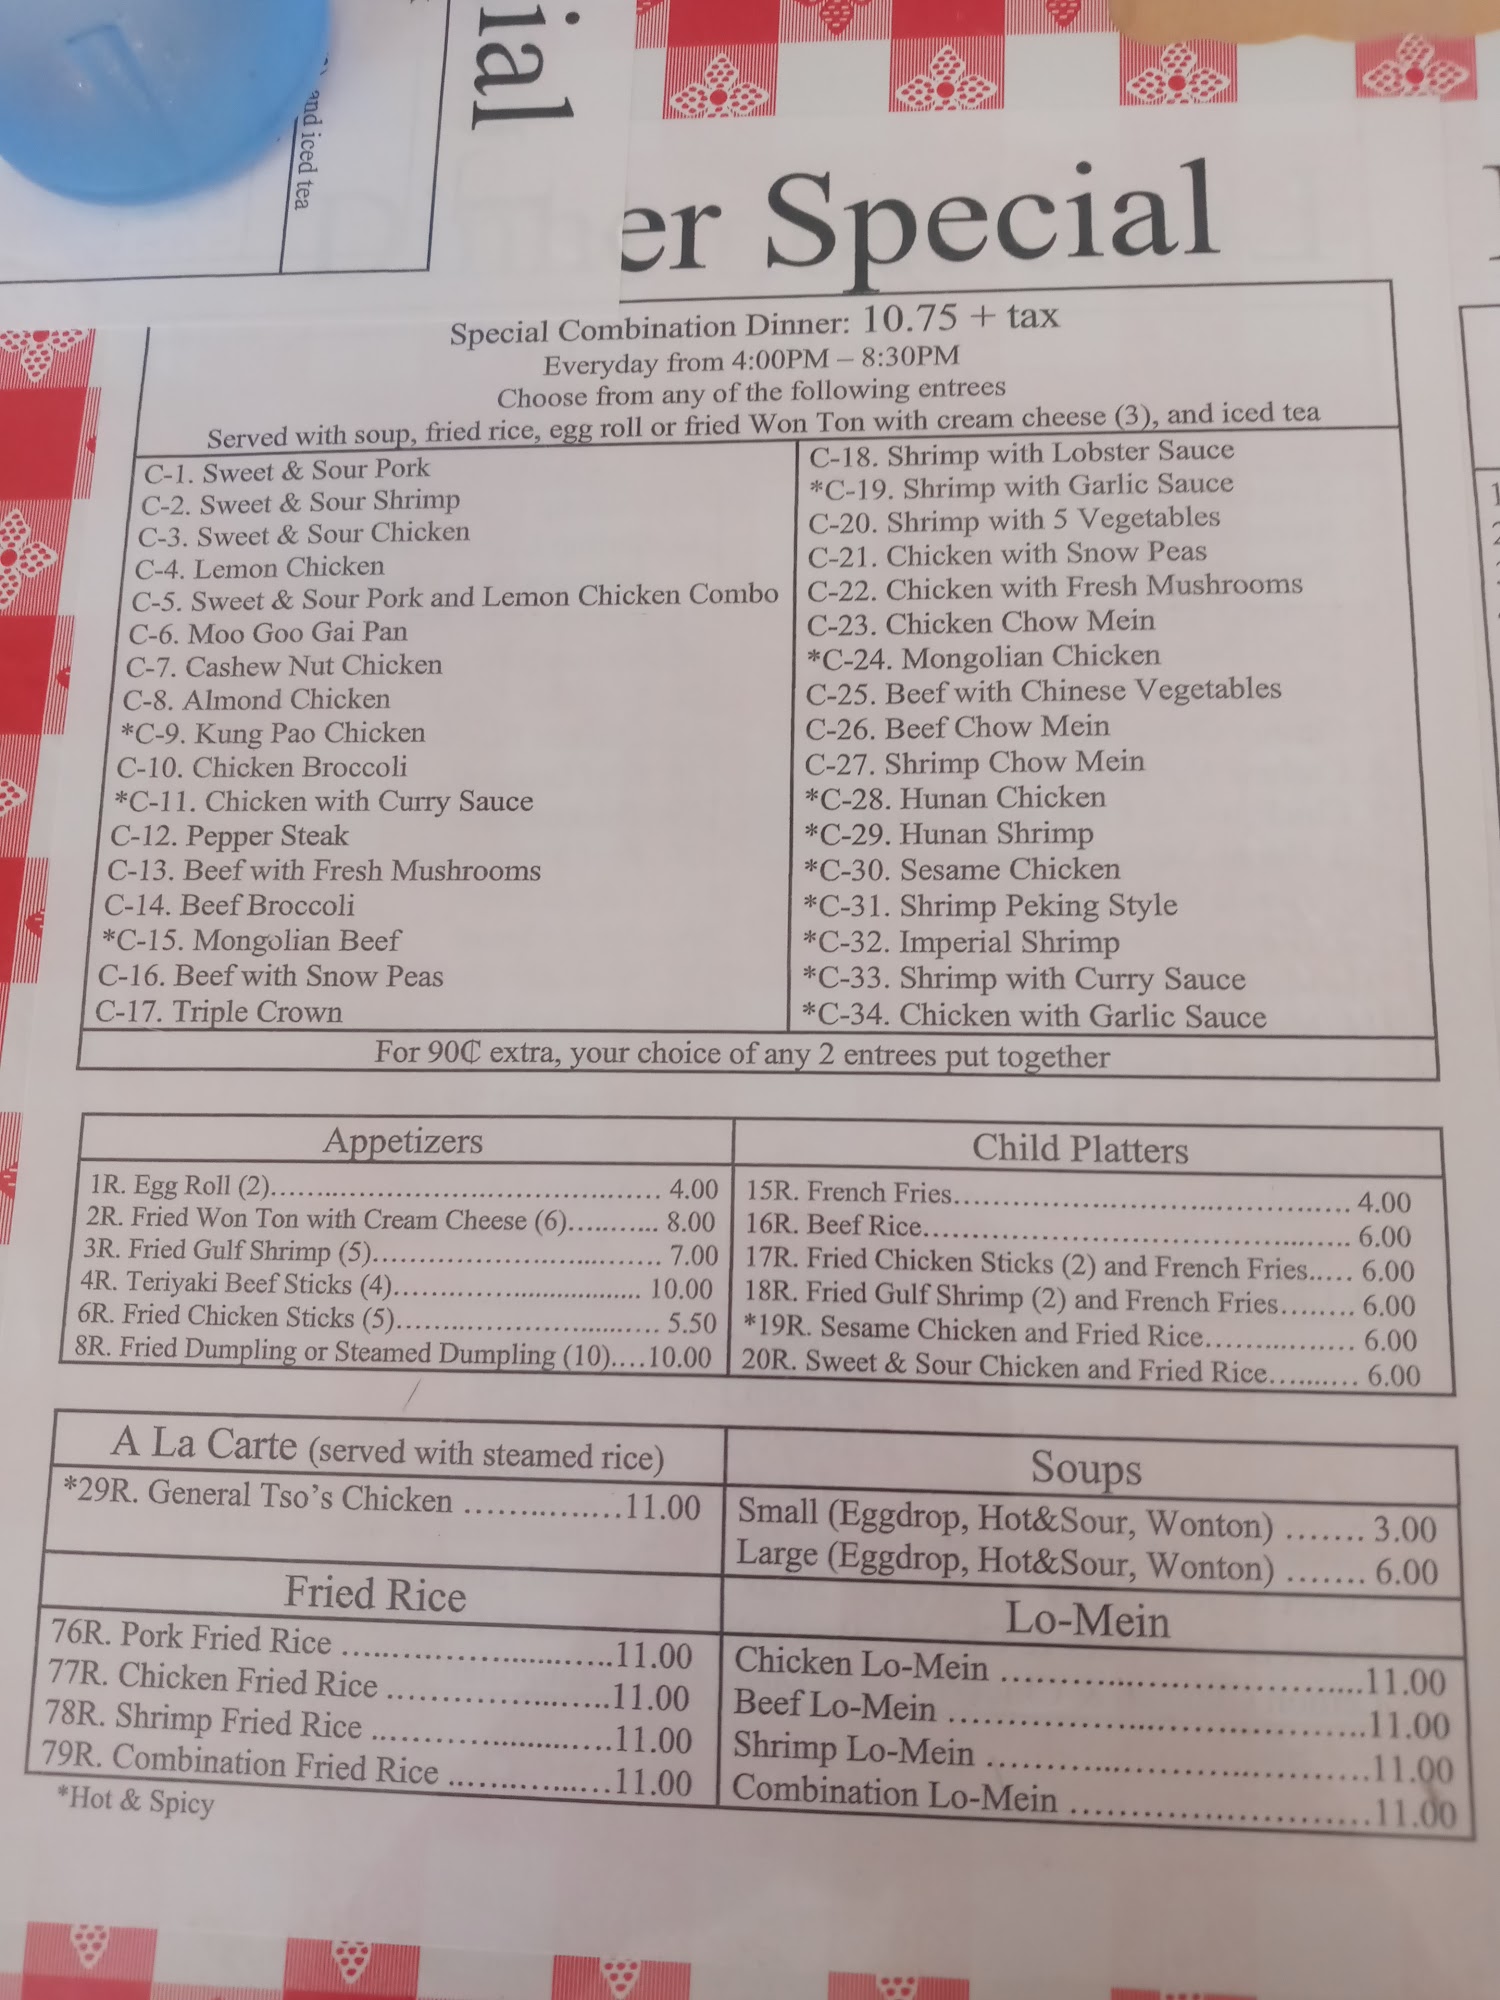 ial
and iced tea
er Special
Special Combination Dinner: 10.75 + tax
Everyday from 4:00PM – 8:30PM
Choose from any of the following entrees
Served with soup, fried rice, egg roll or fried Won Ton with cream cheese (3), and iced tea
C-1. Sweet & Sour Pork
C-2. Sweet & Sour Shrimp
C-3. Sweet & Sour Chicken
C-4. Lemon Chicken
C-5. Sweet & Sour Pork and Lemon Chicken Combo
C-6. Moo Goo Gai Pan
C-7. Cashew Nut Chicken
C-8. Almond Chicken
*C-9. Kung Pao Chicken
C-10. Chicken Broccoli
*C-11. Chicken with Curry Sauce
C-12. Pepper Steak
C-13. Beef with Fresh Mushrooms
C-14. Beef Broccoli
*C-15. Mongolian Beef
C-16. Beef with Snow Peas
C-17. Triple Crown
C-18. Shrimp with Lobster Sauce
*C-19. Shrimp with Garlic Sauce
C-20. Shrimp with 5 Vegetables
C-21. Chicken with Snow Peas
C-22. Chicken with Fresh Mushrooms
C-23. Chicken Chow Mein
*C-24. Mongolian Chicken
C-25. Beef with Chinese Vegetables
C-26. Beef Chow Mein
C-27. Shrimp Chow Mein
*C-28. Hunan Chicken
*C-29. Hunan Shrimp
*C-30. Sesame Chicken
*C-31. Shrimp Peking Style
*C-32. Imperial Shrimp
*C-33. Shrimp with Curry Sauce
*C-34. Chicken with Garlic Sauce
For 90₵ extra, your choice of any 2 entrees put together
Appetizers
1R. Egg Roll (2)........................................ 4.00
2R. Fried Won Ton with Cream Cheese (6)........... 8.00
3R. Fried Gulf Shrimp (5)............................... 7.00
4R. Teriyaki Beef Sticks (4)............................ 10.00
6R. Fried Chicken Sticks (5)............................ 5.50
8R. Fried Dumpling or Steamed Dumpling (10)....10.00
Child Platters
15R. French Fries........................................ 4.00
16R. Beef Rice............................................ 6.00
17R. Fried Chicken Sticks (2) and French Fries..... 6.00
18R. Fried Gulf Shrimp (2) and French Fries........ 6.00
*19R. Sesame Chicken and Fried Rice............... 6.00
20R. Sweet & Sour Chicken and Fried Rice......... 6.00
A La Carte (served with steamed rice)
*29R. General Tso's Chicken ...............11.00
Soups
Small (Eggdrop, Hot&Sour, Wonton) ....... 3.00
Large (Eggdrop, Hot&Sour, Wonton) ....... 6.00
Fried Rice
76R. Pork Fried Rice ..........................11.00
77R. Chicken Fried Rice .....................11.00
78R. Shrimp Fried Rice .......................11.00
79R. Combination Fried Rice ...............11.00
Lo-Mein
Chicken Lo-Mein ...............................11.00
Beef Lo-Mein ....................................11.00
Shrimp Lo-Mein .................................11.00
Combination Lo-Mein .........................11.00
*Hot & Spicy